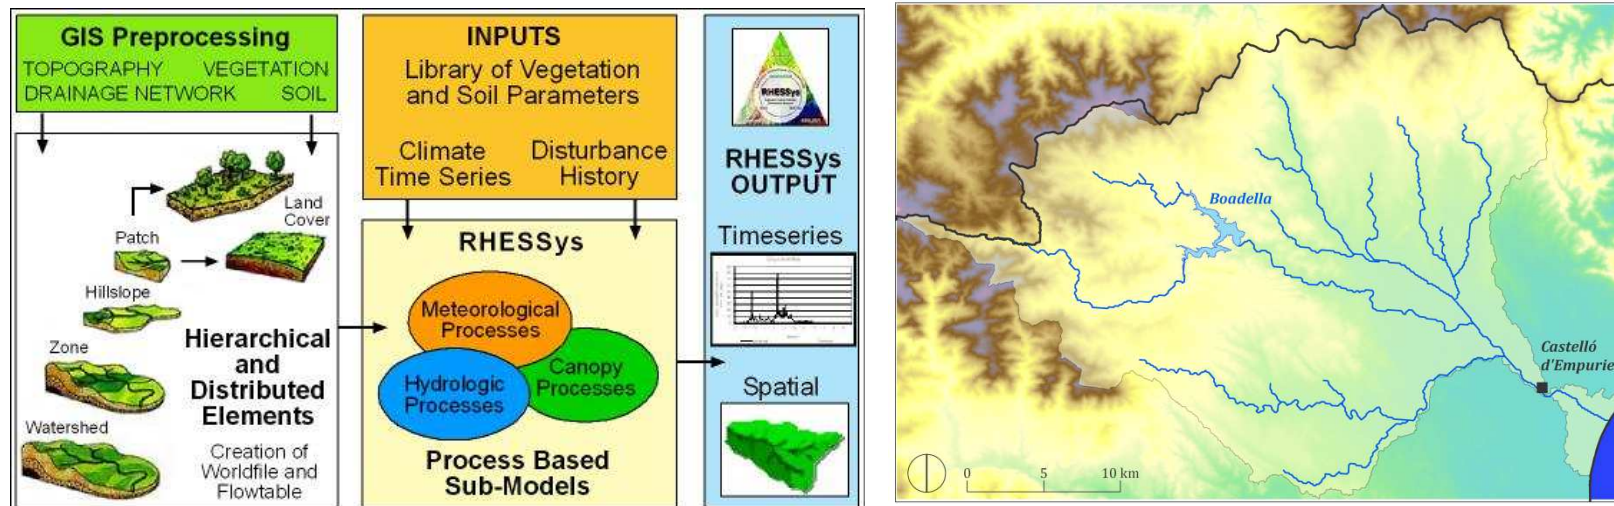 GIS Preprocessing
TOPOGRAPHY VEGETATION
DRAINAGE NETWORK SOIL
Land
Cover
Patch
Hillslope
Zone
Watershed
Hierarchical
and
Distributed
Elements
Creation of
Worldfile and
Flowtable
INPUTS
Library of Vegetation
and Soil Parameters
Climate
Time Series
Disturbance
History
RHESSys
Meteorological
Processes
Hydrologic
Processes
Canopy
Processes
Process Based
Sub-Models
RHESSys
RHESSys
OUTPUT
Timeseries
Spatial
Boadella
Castelló
d'Empurie
0 5 10 km